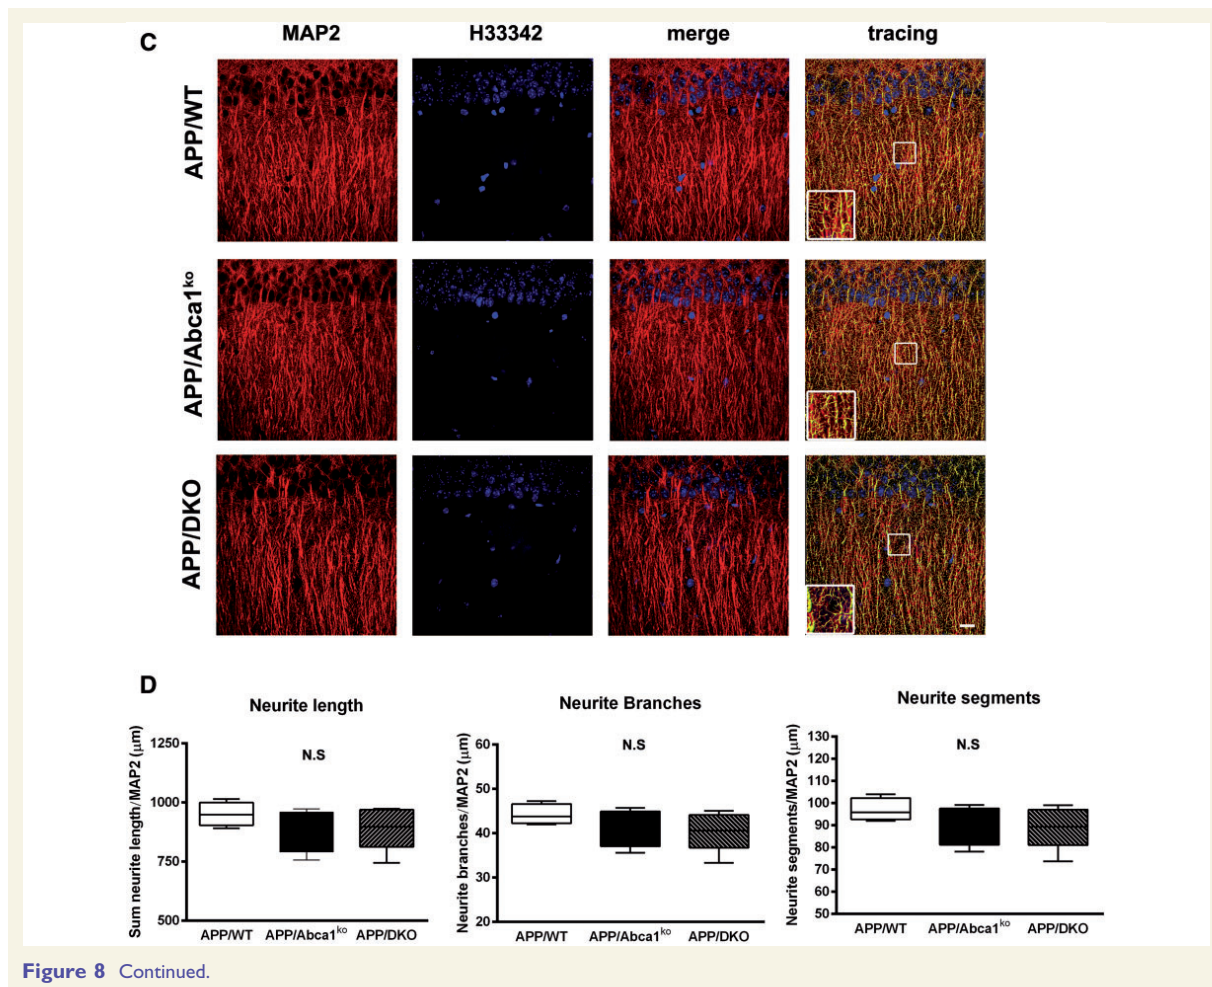 C
MAP2 H33342 merge tracing
APP/WT
APP/Abca1ko
APP/DKO
D
Neurite length
N.S
Sum neurite length/MAP2 (μm)
1250
1000
750
500
APP/WT APP/Abca1ko APP/DKO
Neurite Branches
N.S
Neurite branches/MAP2 (μm)
60
50
40
30
20
APP/WT APP/Abca1ko APP/DKO
Neurite segments
N.S
Neurite segments/MAP2 (μm)
130
120
110
100
90
80
70
60
50
APP/WT APP/Abca1ko APP/DKO
Figure 8 Continued.